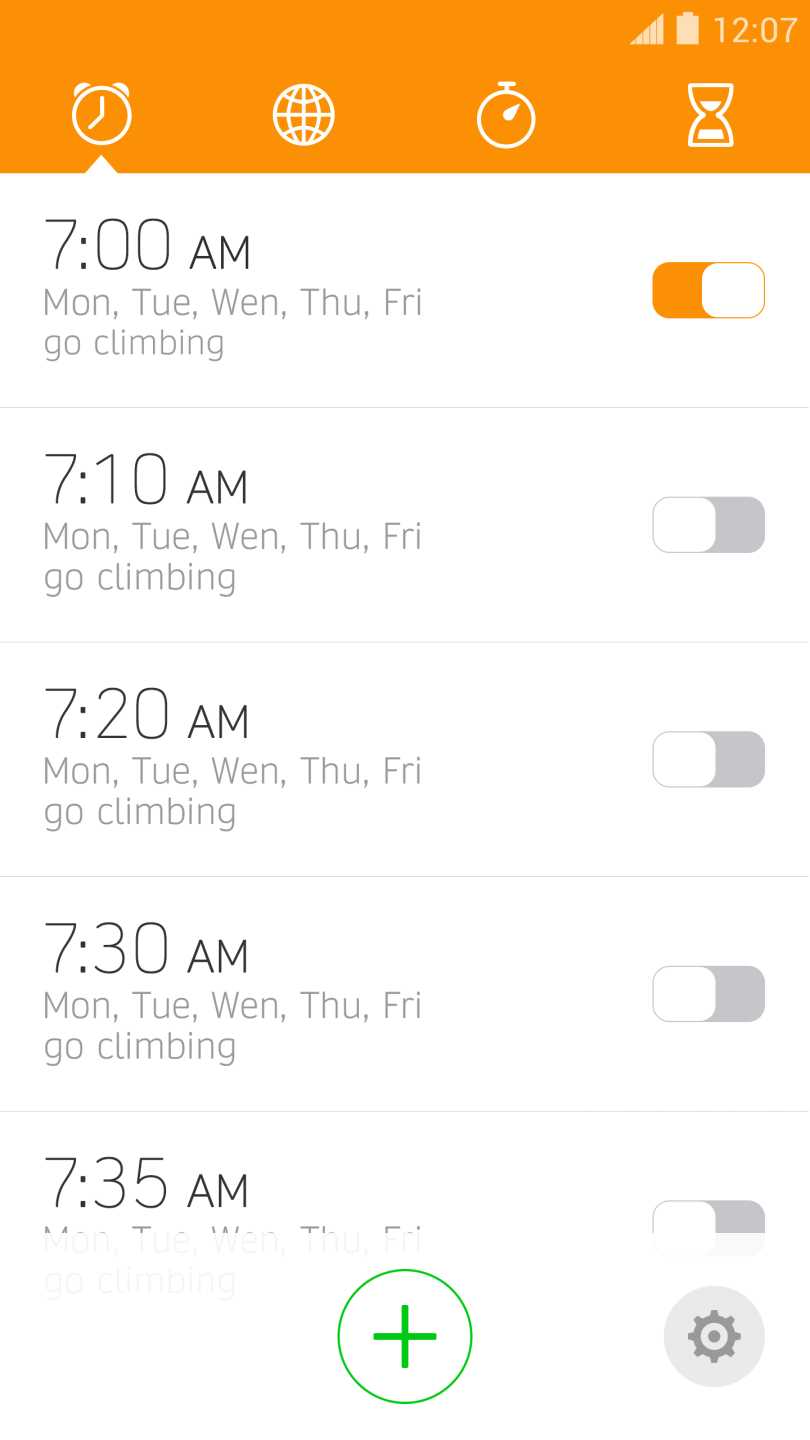 12:07
7:00 AM
Mon, Tue, Wen, Thu, Fri
go climbing
7:10 AM
Mon, Tue, Wen, Thu, Fri
go climbing
7:20 AM
Mon, Tue, Wen, Thu, Fri
go climbing
7:30 AM
Mon, Tue, Wen, Thu, Fri
go climbing
7:35 AM
Mon, Tue, Wen, Thu, Fri
go climbing